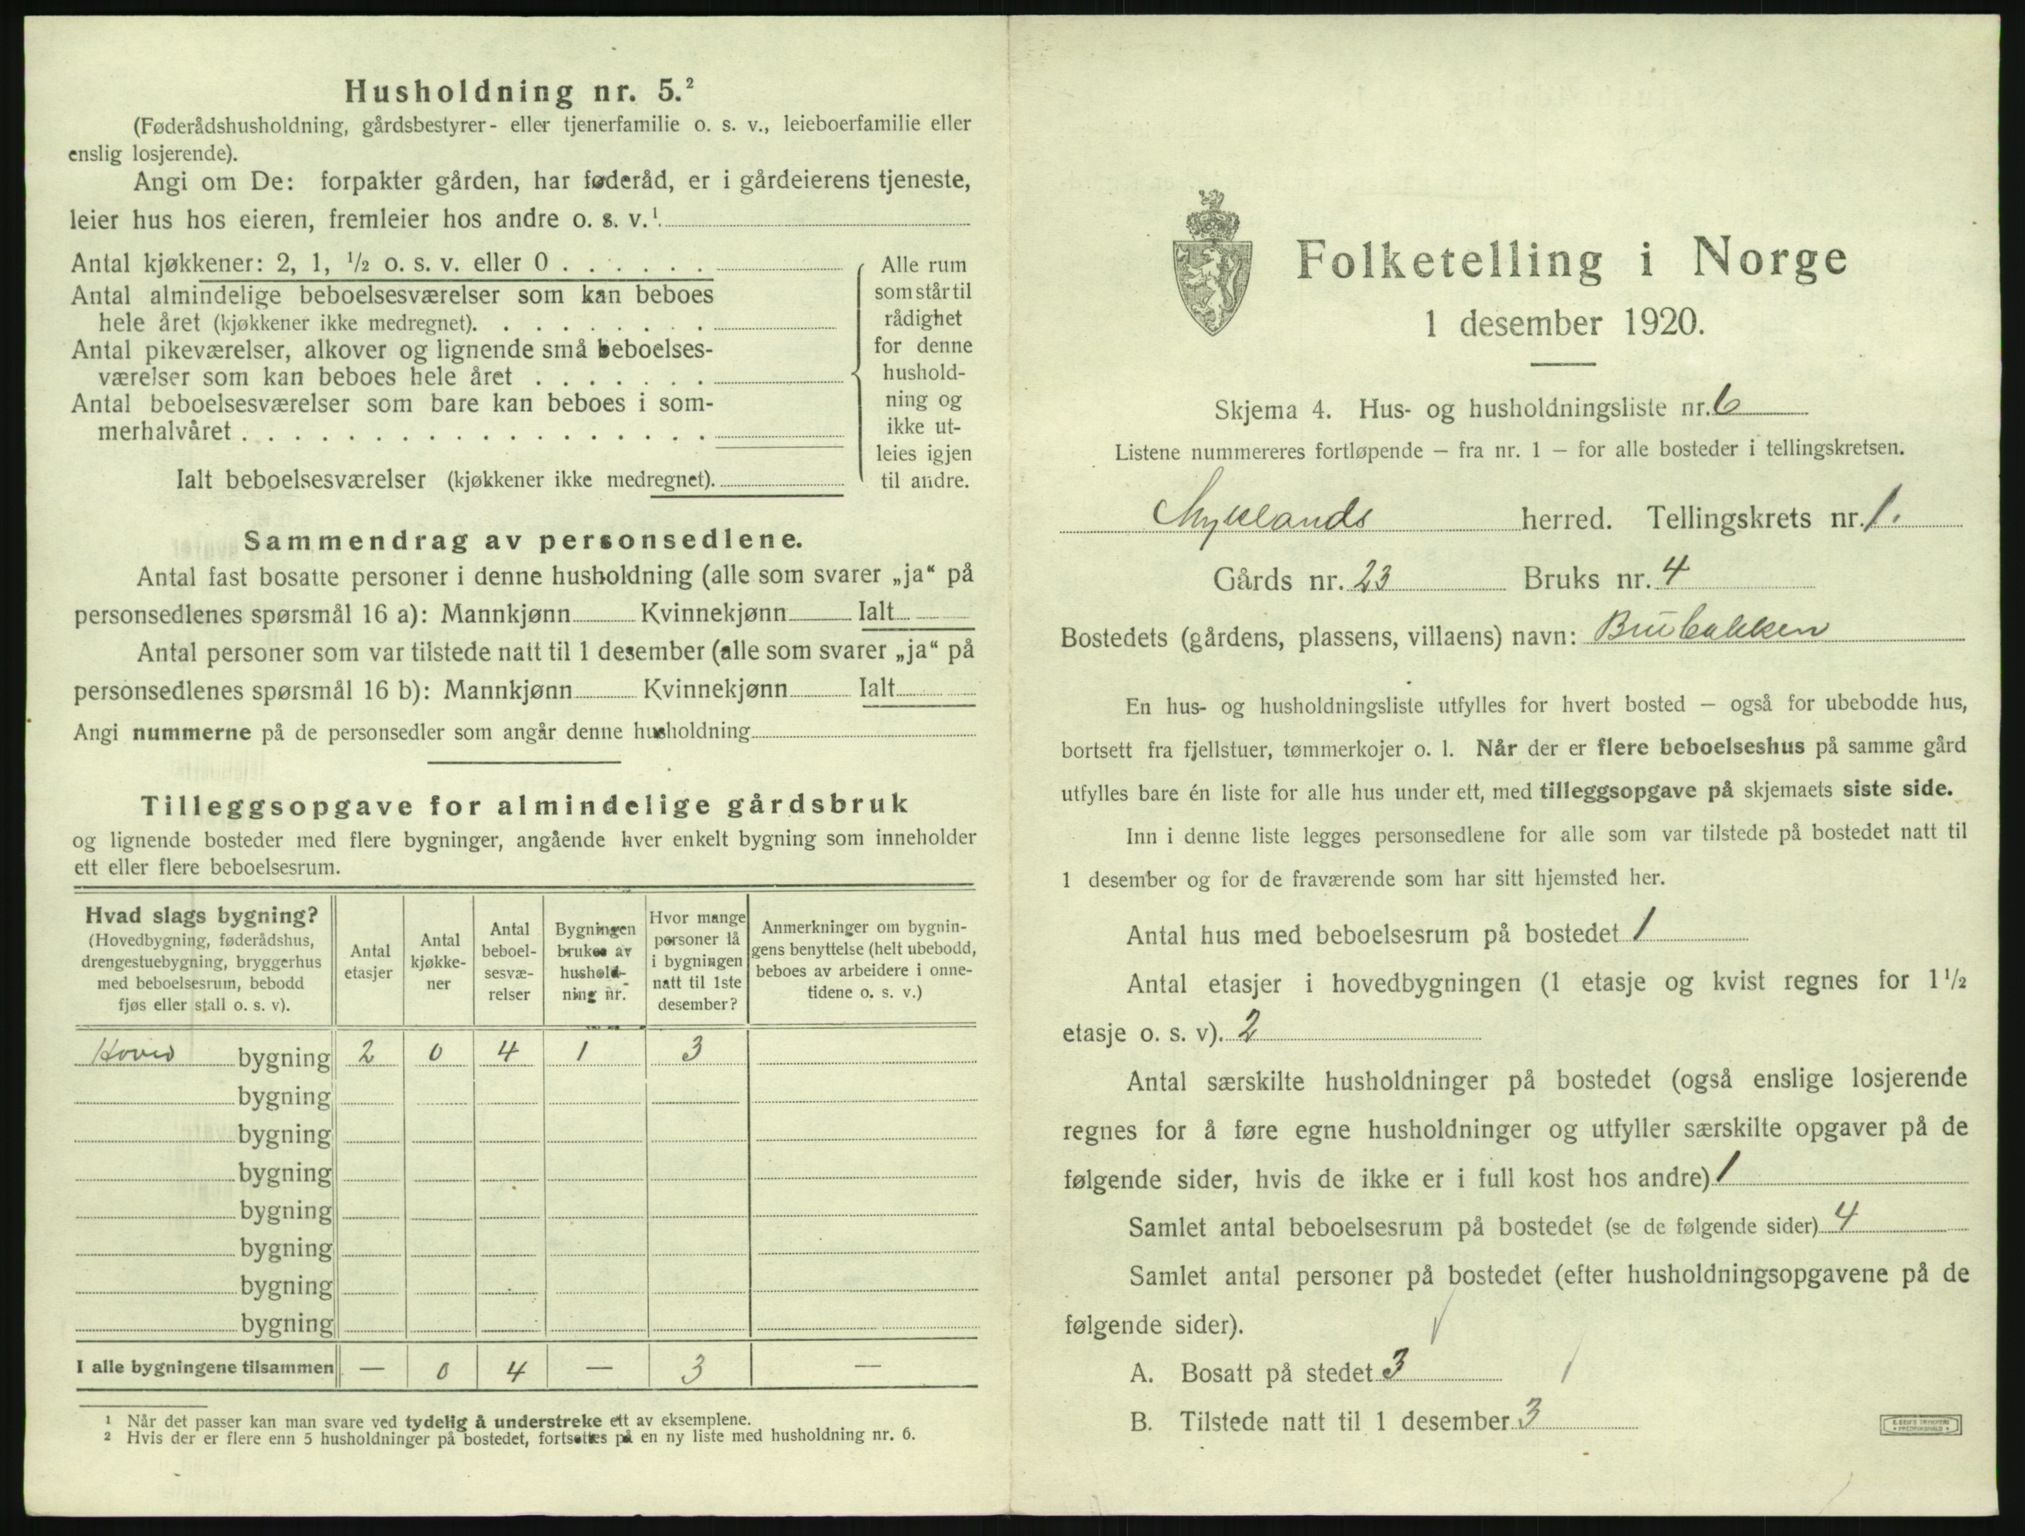 Husholdning nr. 5.²
(Føderådshusholdning, gårdsbestyrer- eller tjenerfamilie o. s. v., leieboerfamilie eller
enslig losjerende).
Angi om De: forpakter gården, har føderåd, er i gårdeierens tjeneste,
leier hus hos eieren, fremleier hos andre o. s. v.¹
Antal kjøkkener: 2, 1, ½ o. s. v. eller 0 . . . . . .
Antal almindelige beboelsesværelser som kan beboes
hele året (kjøkkener ikke medregnet). . . . . . . . .
Antal pikeværelser, alkover og lignende små beboelses-
værelser som kan beboes hele året . . . . . . .
Antal beboelsesværelser som bare kan beboes i som-
merhalvåret . . . . . . . . . . . . . . . . . .
Ialt beboelsesværelser (kjøkkener ikke medregnet).
Alle rum
som står til
rådighet
for denne
hushold-
ning og
ikke ut-
leies igjen
til andre.
Sammendrag av personsedlene.
Antal fast bosatte personer i denne husholdning (alle som svarer „ja“ på
personsedlenes spørsmål 16 a): Mannkjønn Kvinnekjønn Ialt
Antal personer som var tilstede natt til 1 desember (alle som svarer „ja“ på
personsedlenes spørsmål 16 b): Mannkjønn Kvinnekjønn Ialt
Angi nummerne på de personsedler som angår denne husholdning
Tilleggsopgave for almindelige gårdsbruk
og lignende bosteder med flere bygninger, angående hver enkelt bygning som inneholder
ett eller flere beboelsesrum.
Hvad slags bygning?
(Hovedbygning, føderådshus,
drengestuebygning, bryggerhus
med beboelsesrum, bebodd
fjøs eller stall o. s. v).
Antal
etasjer
Antal
kjøkke-
ner
Antal
beboel-
sesvæ-
relser
Bygningen
brukes av
hushold-
ning nr.
Hvor mange
personer lå
i bygningen
natt til 1ste
desember?
Anmerkninger om bygnin-
gens benyttelse (helt ubebodd,
beboes av arbeidere i onne-
tidene o. s. v.)
Hoved bygning 2 0 4 1 3
bygning
bygning
bygning
bygning
bygning
bygning
bygning
I alle bygningene tilsammen — 0 4 — 3 —
¹ Når det passer kan man svare ved tydelig å understreke ett av eksemplene.
² Hvis der er flere enn 5 husholdninger på bostedet, fortsettes på en ny liste med husholdning nr. 6.
Folketelling i Norge
1 desember 1920.
Skjema 4. Hus- og husholdningsliste nr. 6
Listene nummereres fortløpende — fra nr. 1 — for alle bosteder i tellingskretsen.
Myklands herred. Tellingskrets nr. 1.
Gårds nr. 23 Bruks nr. 4
Bostedets (gårdens, plassens, villaens) navn: Brubakken
En hus- og husholdningsliste utfylles for hvert bosted — også for ubebodde hus,
bortsett fra fjellstuer, tømmerkojer o. l. Når der er flere beboelseshus på samme gård
utfylles bare én liste for alle hus under ett, med tilleggsopgave på skjemaets siste side.
Inn i denne liste legges personsedlene for alle som var tilstede på bostedet natt til
1 desember og for de fraværende som har sitt hjemsted her.
Antal hus med beboelsesrum på bostedet 1
Antal etasjer i hovedbygningen (1 etasje og kvist regnes for 1½
etasje o. s. v). 2
Antal særskilte husholdninger på bostedet (også enslige losjerende
regnes for å føre egne husholdninger og utfyller særskilte opgaver på de
følgende sider, hvis de ikke er i full kost hos andre) 1
Samlet antal beboelsesrum på bostedet (se de følgende sider) 4
Samlet antal personer på bostedet (efter husholdningsopgavene på de
følgende sider).
A. Bosatt på stedet 3
B. Tilstede natt til 1 desember 3